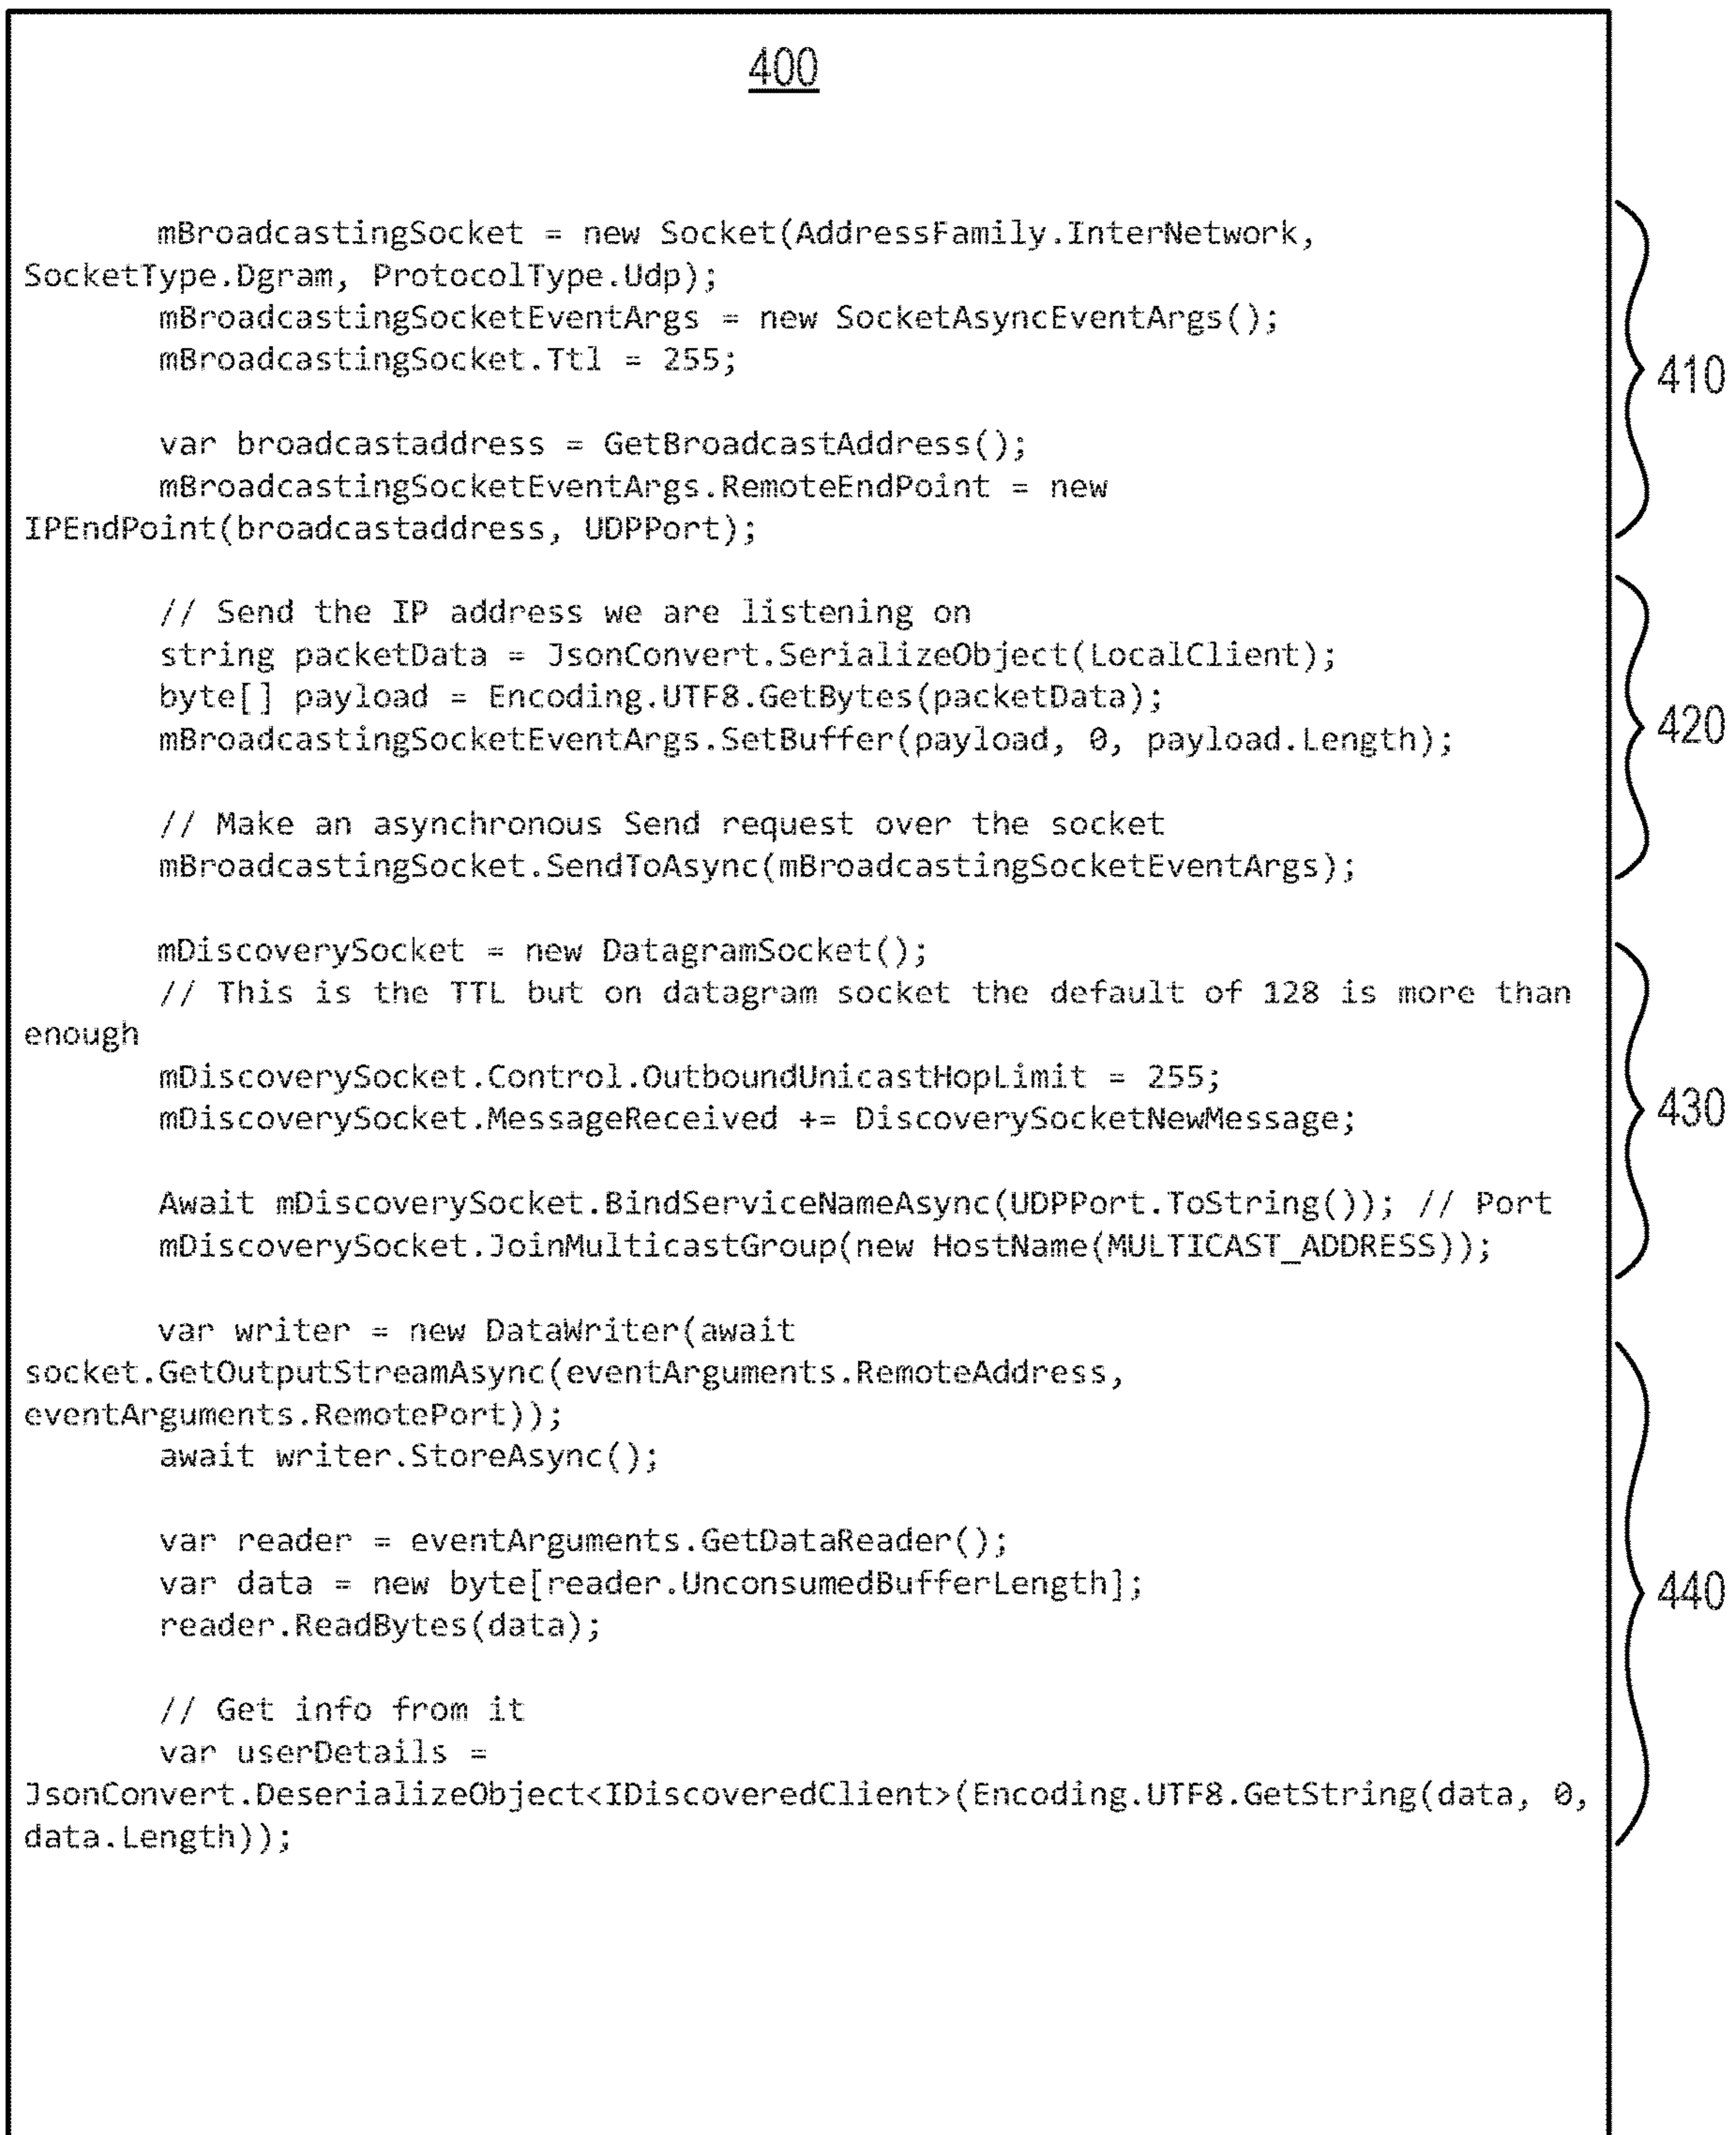 400
mBroadcastingSocket = new Socket(AddressFamily.InterNetwork,
SocketType.Dgram, ProtocolType.Udp);
mBroadcastingSocketEventArgs = new SocketAsyncEventArgs();
mBroadcastingSocket.Ttl = 255;
410
var broadcastaddress = GetBroadcastAddress();
mBroadcastingSocketEventArgs.RemoteEndPoint = new
IPEndPoint(broadcastaddress, UDPPort);
// Send the IP address we are listening on
string packetData = JsonConvert.SerializeObject(LocalClient);
byte[] payload = Encoding.UTF8.GetBytes(packetData);
420
mBroadcastingSocketEventArgs.SetBuffer(payload, 0, payload.Length);
// Make an asynchronous Send request over the socket
mBroadcastingSocket.SendToAsync(mBroadcastingSocketEventArgs);
mDiscoverySocket = new DatagramSocket();
// This is the TTL but on datagram socket the default of 128 is more than
enough
mDiscoverySocket.Control.OutboundUnicastHopLimit = 255;
mDiscoverySocket.MessageReceived += DiscoverySocketNewMessage;
430
Await mDiscoverySocket.BindServiceNameAsync(UDPPort.ToString()); // Port
mDiscoverySocket.JoinMulticastGroup(new HostName(MULTICAST_ADDRESS));
var writer = new DataWriter(await
socket.GetOutputStreamAsync(eventArguments.RemoteAddress,
eventArguments.RemotePort));
await writer.StoreAsync();
var reader = eventArguments.GetDataReader();
var data = new byte[reader.UnconsumedBufferLength];
440
reader.ReadBytes(data);
// Get info from it
var userDetails =
JsonConvert.DeserializeObject<IDiscoveredClient>(Encoding.UTF8.GetString(data, 0,
data.Length));